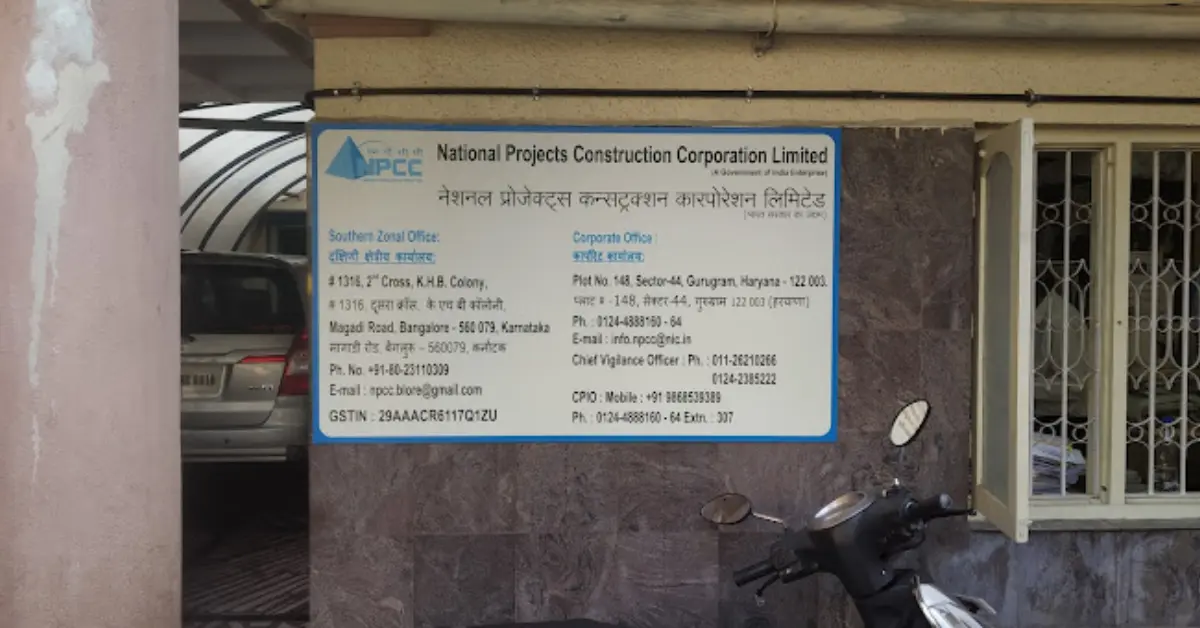 NPCC
National Projects Construction Corporation Limited
(A Government of India Enterprise)
नेशनल प्रोजेक्ट्स कन्सट्रक्शन कारपोरेशन लिमिटेड
(भारत सरकार का उद्यम)
Southern Zonal Office:
दक्षिणी क्षेत्रीय कार्यालय:
# 1316, 2nd Cross, K.H.B. Colony,
# 1316, दूसरा क्रॉस, के एच बी कॉलोनी,
Magadi Road, Bangalore - 560 079, Karnataka
मागाडी रोड, बेंगलुरू – 560079, कर्नाटक
Ph. No. +91-80-23110309
E-mail : npcc.blore@gmail.com
GSTIN : 29AAACR6117Q1ZU
Corporate Office :
कार्पोरेट कार्यालय:
Plot No. 148, Sector-44, Gurugram, Haryana - 122 003.
प्लाट # -148, सेक्टर-44, गुरुग्राम 122 003 (हरयाणा)
Ph. : 0124-4888160 - 64
E-mail : info.npcc@nic.in
Chief Vigilance Officer : Ph. : 011-26210266
0124-2385222
CPIO : Mobile : +91 9868539389
Ph. : 0124-4888160 - 64 Extn. : 307